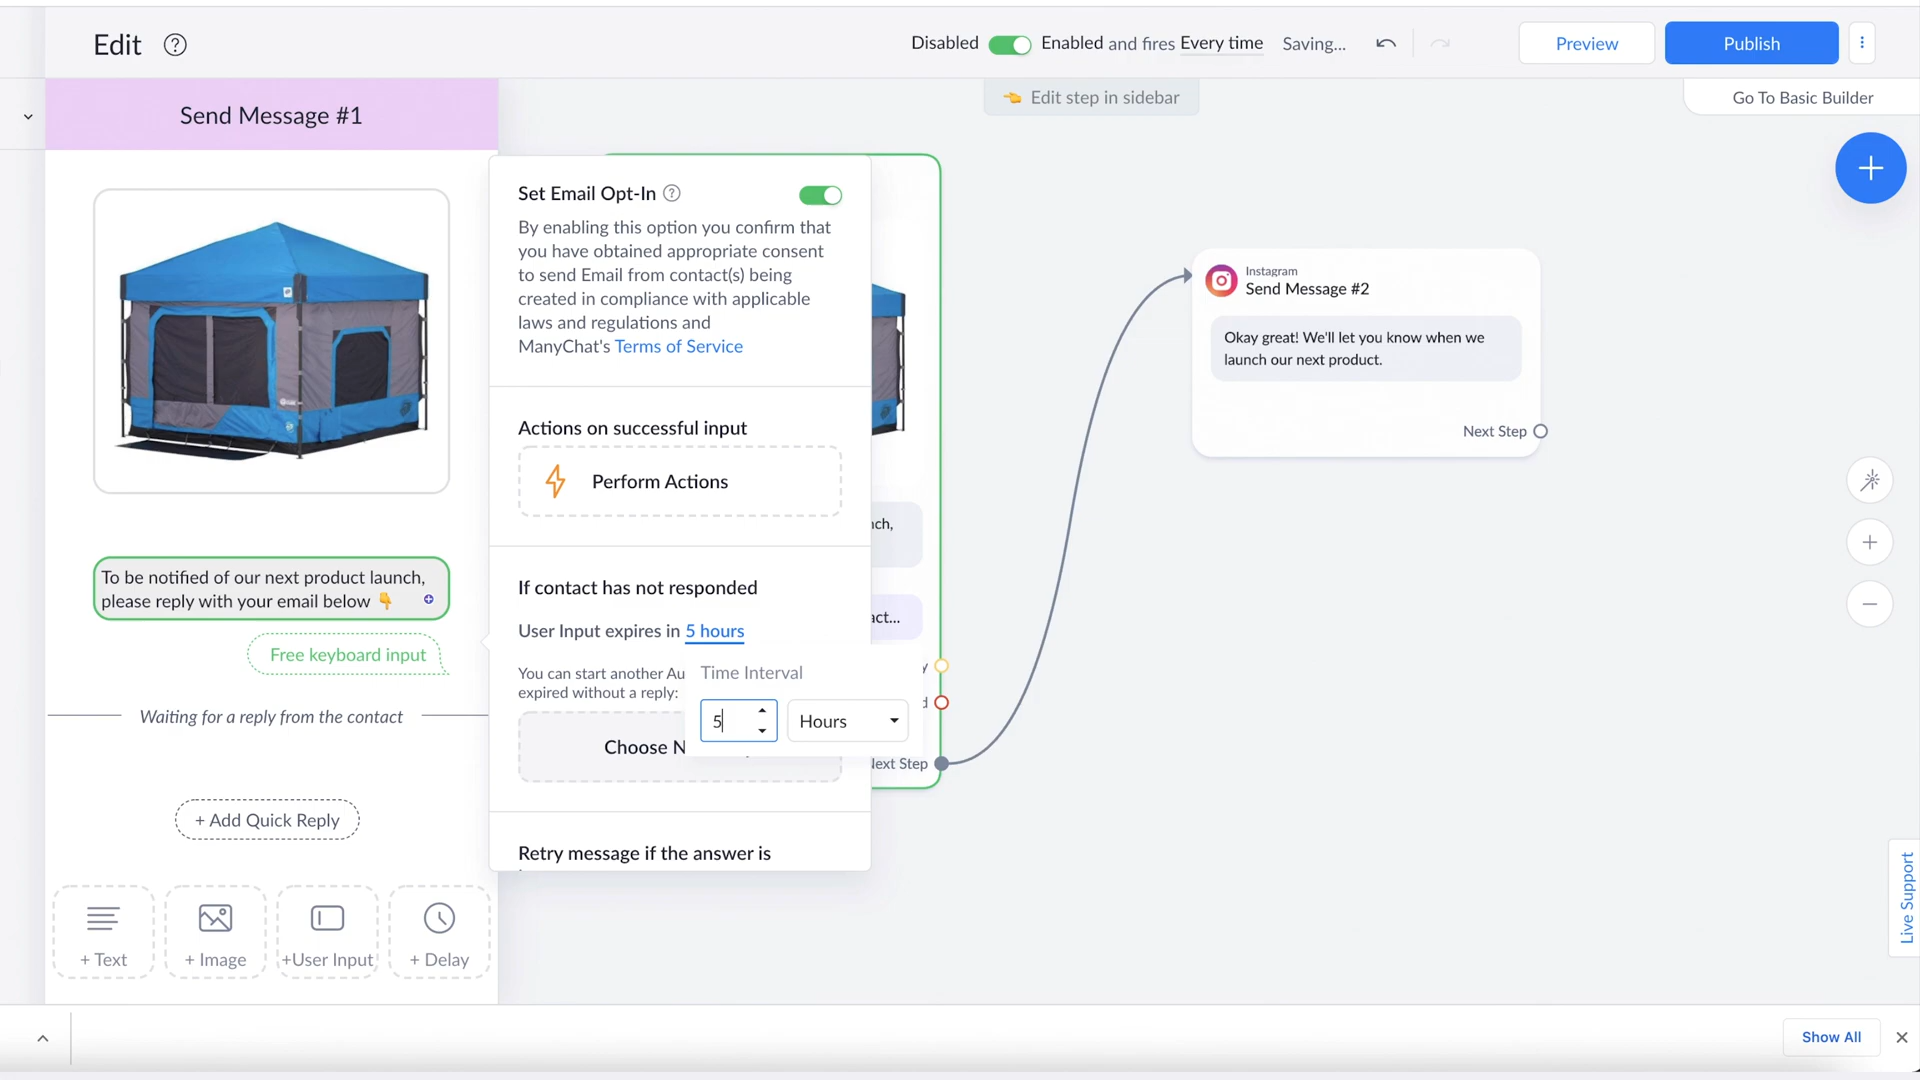 Edit
Disabled
Enabled and fires Every time
Saving...
Preview
Publish
Send Message #1
Edit step in sidebar
Go To Basic Builder
Set Email Opt-In
By enabling this option you confirm that
you have obtained appropriate consent
to send Email from contact(s) being
created in compliance with applicable
laws and regulations and
ManyChat's Terms of Service
Actions on successful input
Perform Actions
If contact has not responded
User Input expires in 5 hours
You can start another Au
expired without a reply:
Time Interval
5
Hours
Choose N
Retry message if the answer is
To be notified of our next product launch,
please reply with your email below
Free keyboard input
Waiting for a reply from the contact
+ Add Quick Reply
+ Text
+ Image
+User Input
+ Delay
ch,
act...
Next Step
Instagram
Send Message #2
Okay great! We'll let you know when we
launch our next product.
Next Step
Live Support
Show All